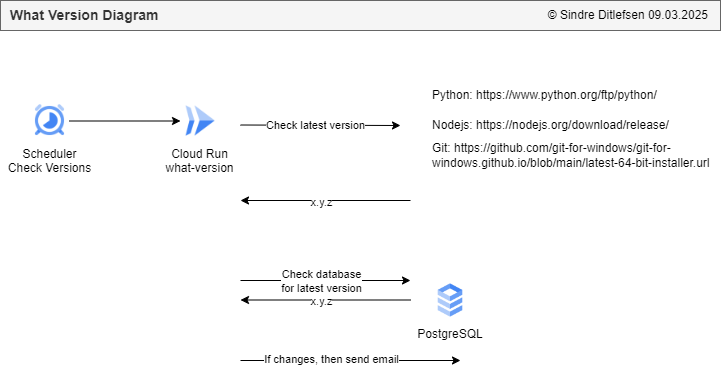 What Version Diagram
© Sindre Ditlefsen 09.03.2025
Python: https://www.python.org/ftp/python/
Check latest version
Nodejs: https://nodejs.org/download/release/
Scheduler
Check Versions
Cloud Run
what-version
Git: https://github.com/git-for-windows/git-for-
windows.github.io/blob/main/latest-64-bit-installer.url
x.y.z
Check database
for latest version
x.y.z
PostgreSQL
If changes, then send email